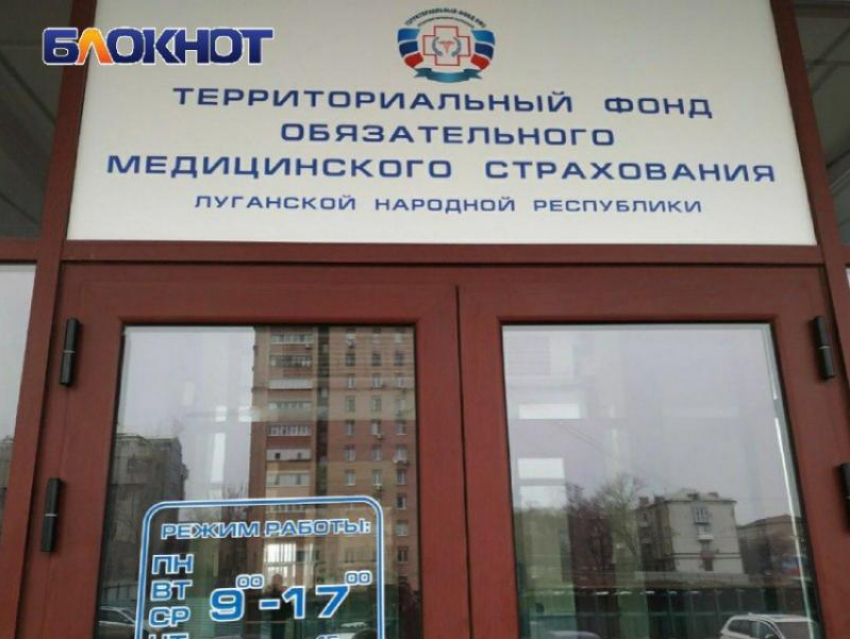 БЛОКНОТ
ТЕРРИТОРИАЛЬНЫЙ ФОНД
ОБЯЗАТЕЛЬНОГО
МЕДИЦИНСКОГО СТРАХОВАНИЯ
ЛУГАНСКОЙ НАРОДНОЙ РЕСПУБЛИКИ
РЕЖИМ РАБОТЫ:
ПН
ВТ
СР
9⁰⁰-17⁰⁰